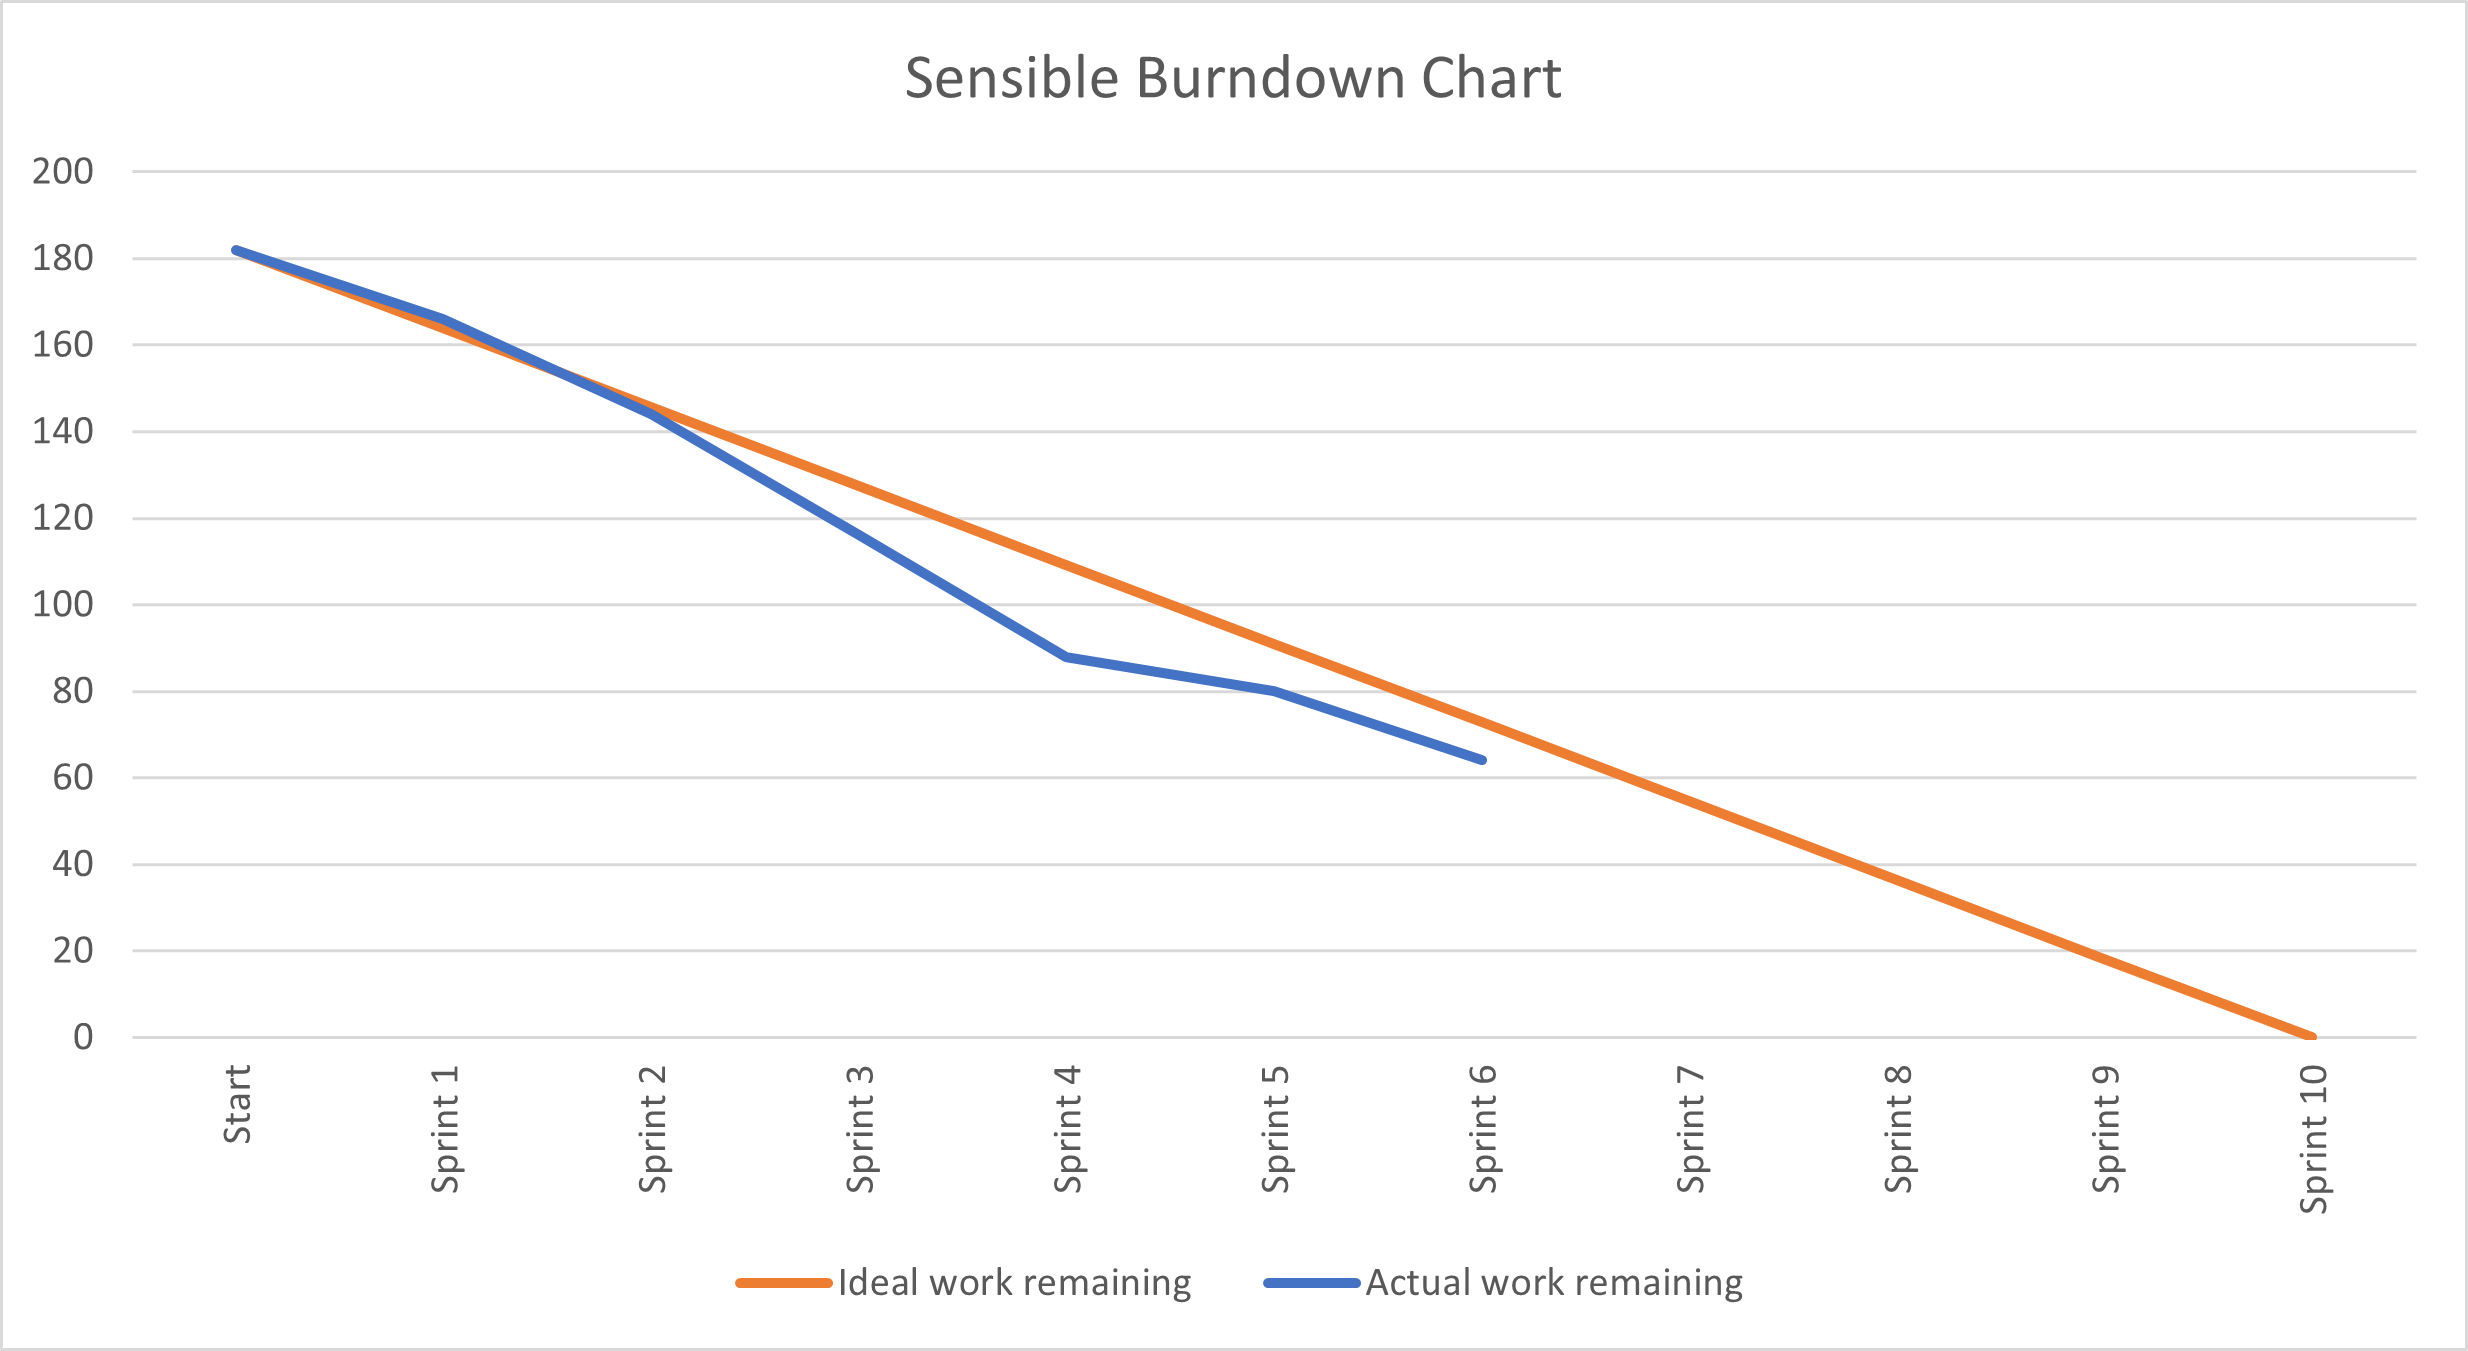 Sensible Burndown Chart
200
180
160
140
120
100
80
60
40
20
0
Start
Sprint 1
Sprint 2
Sprint 3
Sprint 4
Sprint 5
Sprint 6
Sprint 7
Sprint 8
Sprint 9
Sprint 10
Ideal work remaining
Actual work remaining